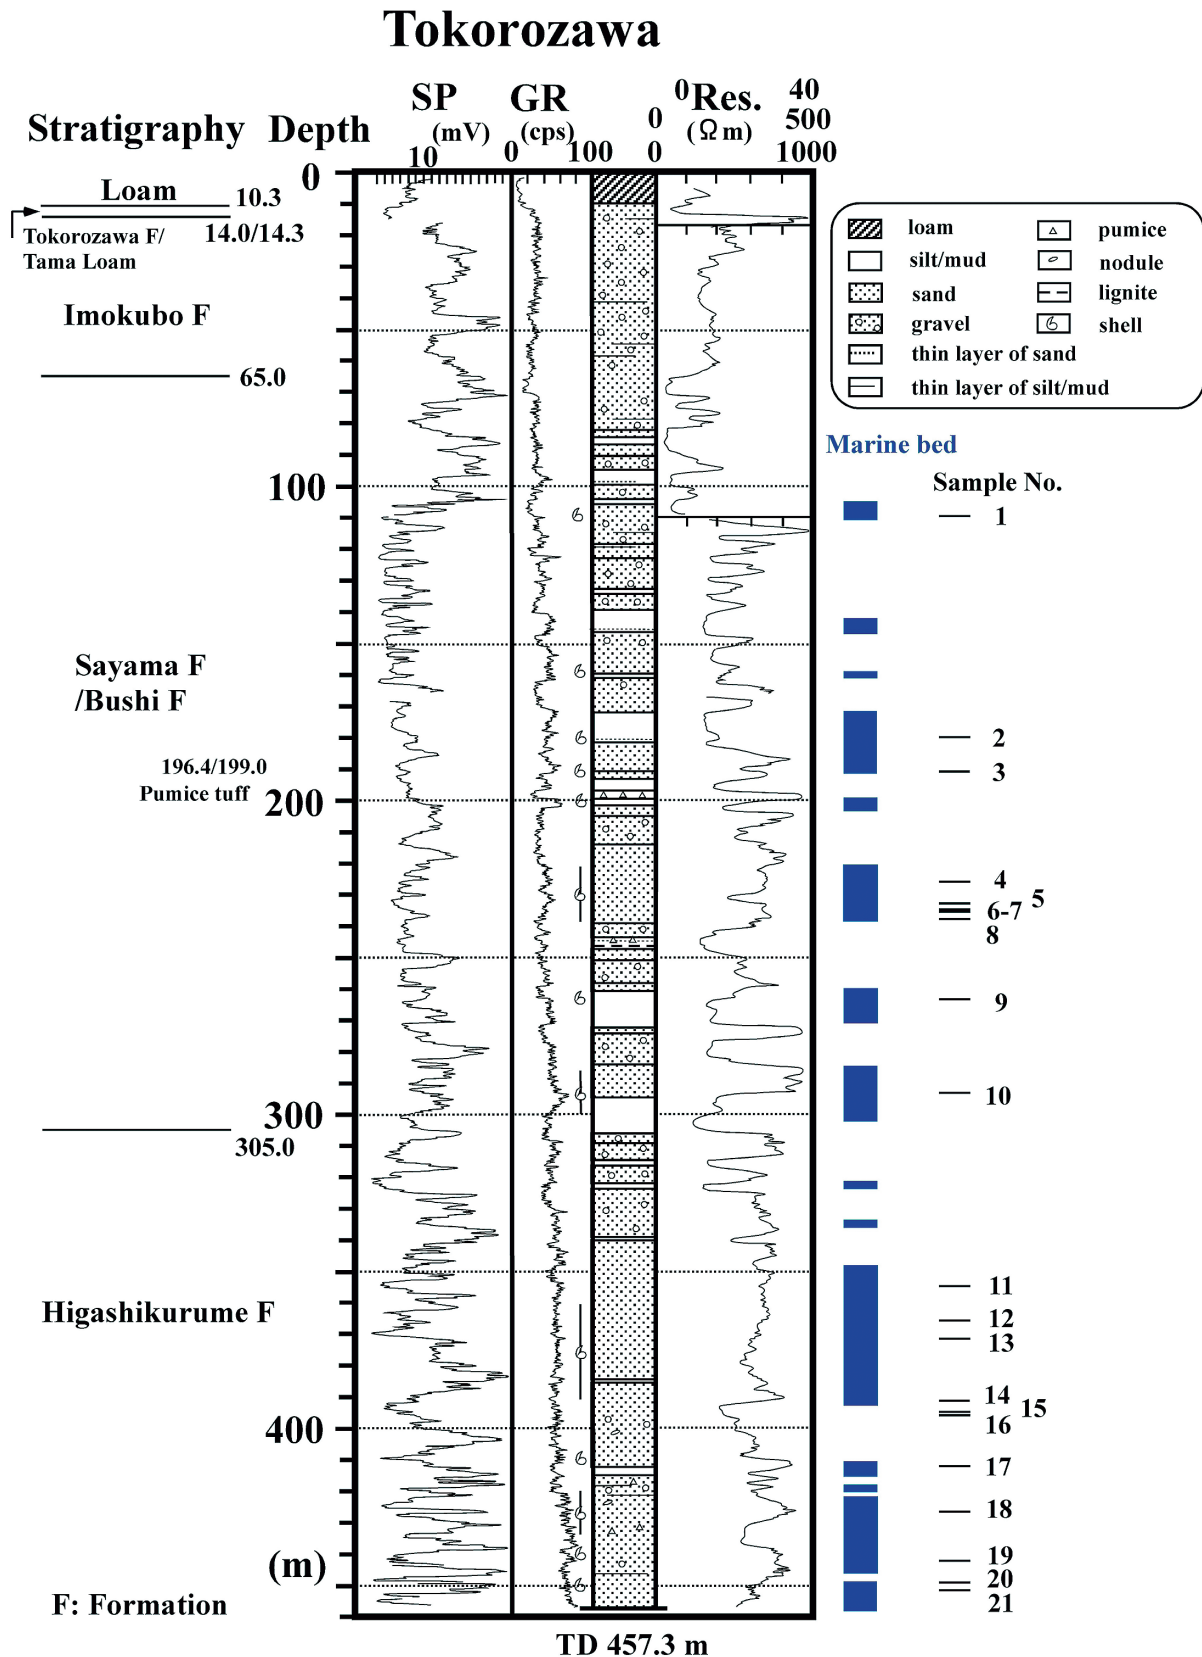 Tokorozawa
Stratigraphy
Depth
SP
(mV)
10
GR
(cps)
0 100
0 Res. 40
0 (Ωm) 500
0 1000
0
Loam
10.3
14.0/14.3
Tokorozawa F/
Tama Loam
Imokubo F
65.0
100
Sayama F
/Bushi F
196.4/199.0
Pumice tuff
200
300
305.0
Higashikurume F
400
(m)
F: Formation
TD 457.3 m
loam
silt/mud
sand
gravel
thin layer of sand
thin layer of silt/mud
pumice
nodule
lignite
shell
Marine bed
Sample No.
1
2
3
4
5
6-7
8
9
10
11
12
13
14
15
16
17
18
19
20
21